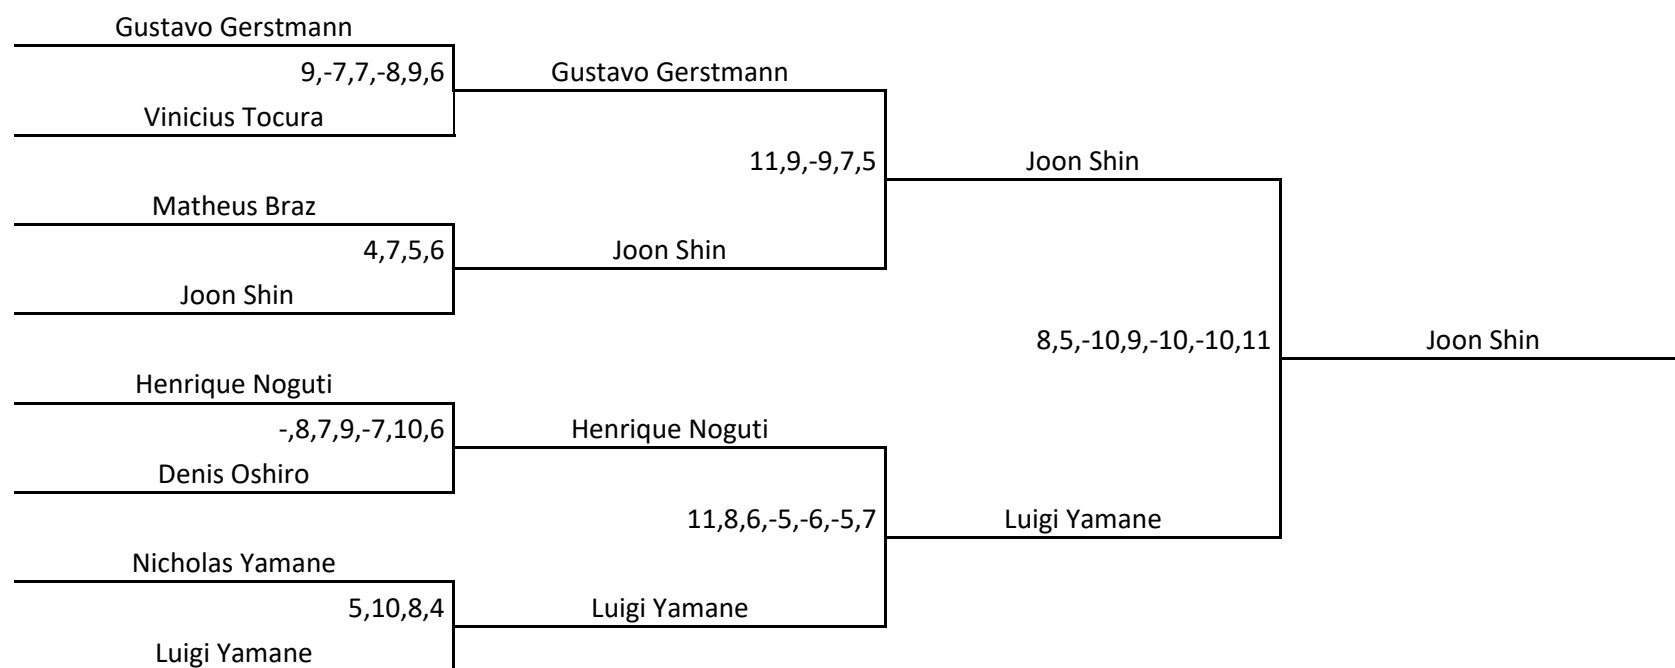 Gustavo Gerstmann
9,-7,7,-8,9,6
Gustavo Gerstmann
Vinicius Tocura
11,9,-9,7,5
Joon Shin
Matheus Braz
4,7,5,6
Joon Shin
Joon Shin
8,5,-10,9,-10,-10,11
Joon Shin
Henrique Noguti
-,8,7,9,-7,10,6
Henrique Noguti
Denis Oshiro
11,8,6,-5,-6,-5,7
Luigi Yamane
Nicholas Yamane
5,10,8,4
Luigi Yamane
Luigi Yamane